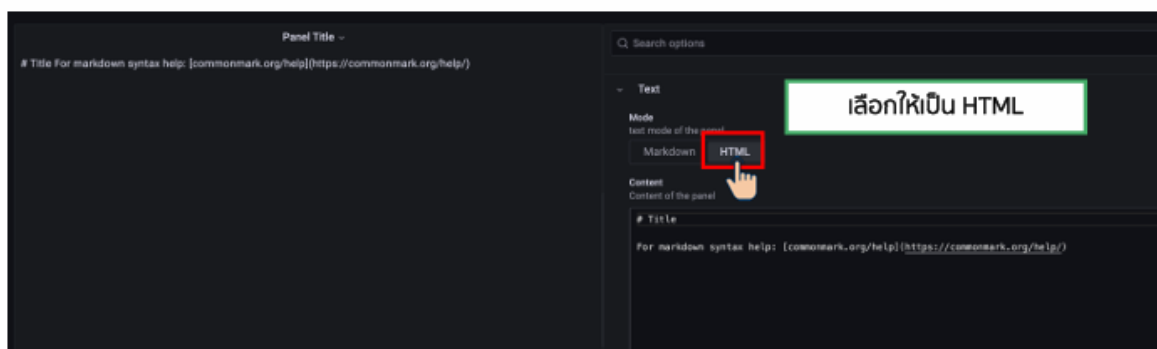 Panel Title
# Title For markdown syntax help: [commonmark.org/help](https://commonmark.org/help/)
Search options
Text
เลือกให้เป็น HTML
Mode
text mode of the panel
Markdown
HTML
Content
Content of the panel
# Title
For markdown syntax help: [commonmark.org/help](https://commonmark.org/help/)